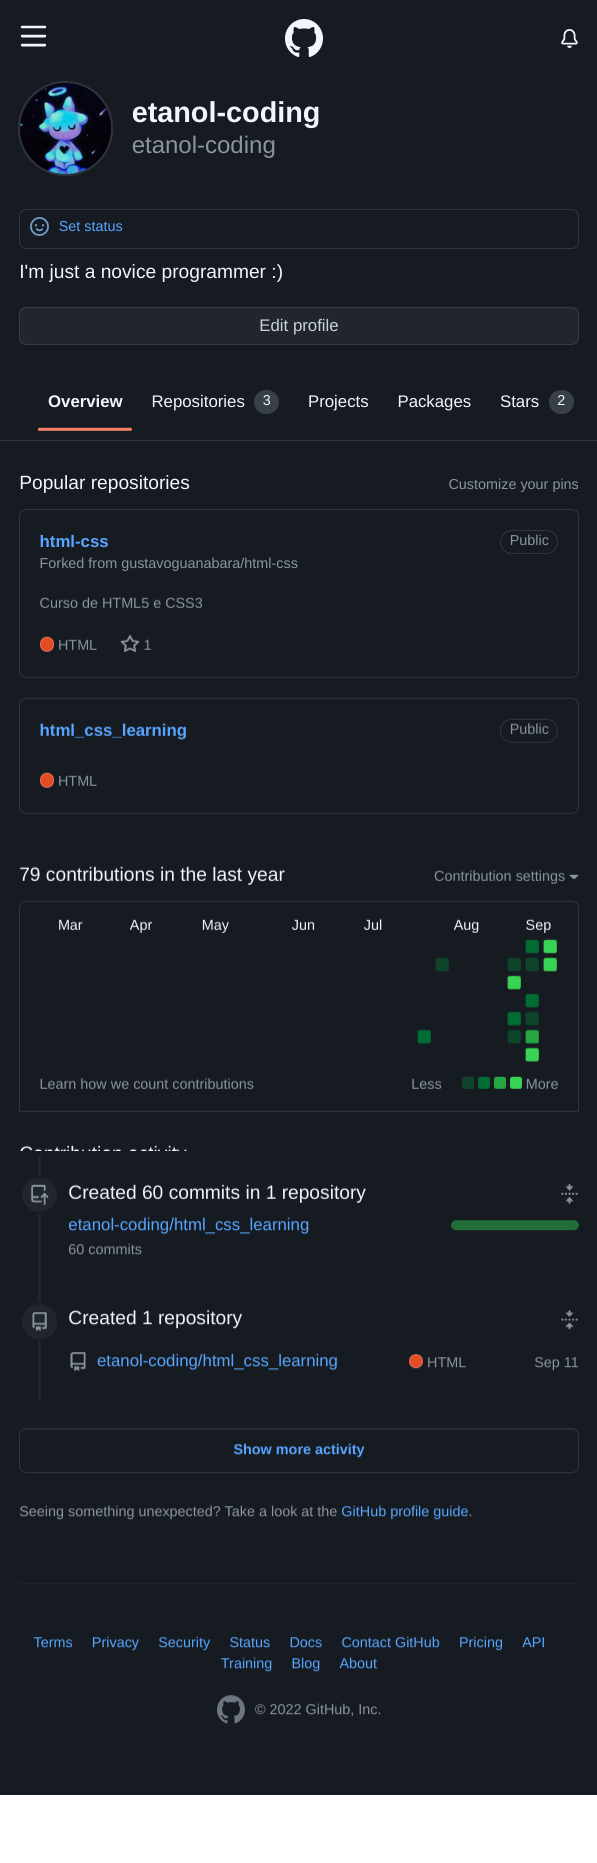 etanol-coding
etanol-coding
Set status
I'm just a novice programmer :)
Edit profile
Overview Repositories 3 Projects Packages Stars 2
Popular repositories Customize your pins
html-css Public
Forked from gustavoguanabara/html-css
Curso de HTML5 e CSS3
HTML 1
html_css_learning Public
HTML
79 contributions in the last year Contribution settings
Mar Apr May Jun Jul Aug Sep
Learn how we count contributions Less More
Contribution activity
Created 60 commits in 1 repository
etanol-coding/html_css_learning
60 commits
Created 1 repository
etanol-coding/html_css_learning HTML Sep 11
Show more activity
Seeing something unexpected? Take a look at the GitHub profile guide.
Terms Privacy Security Status Docs Contact GitHub Pricing API
Training Blog About
© 2022 GitHub, Inc.